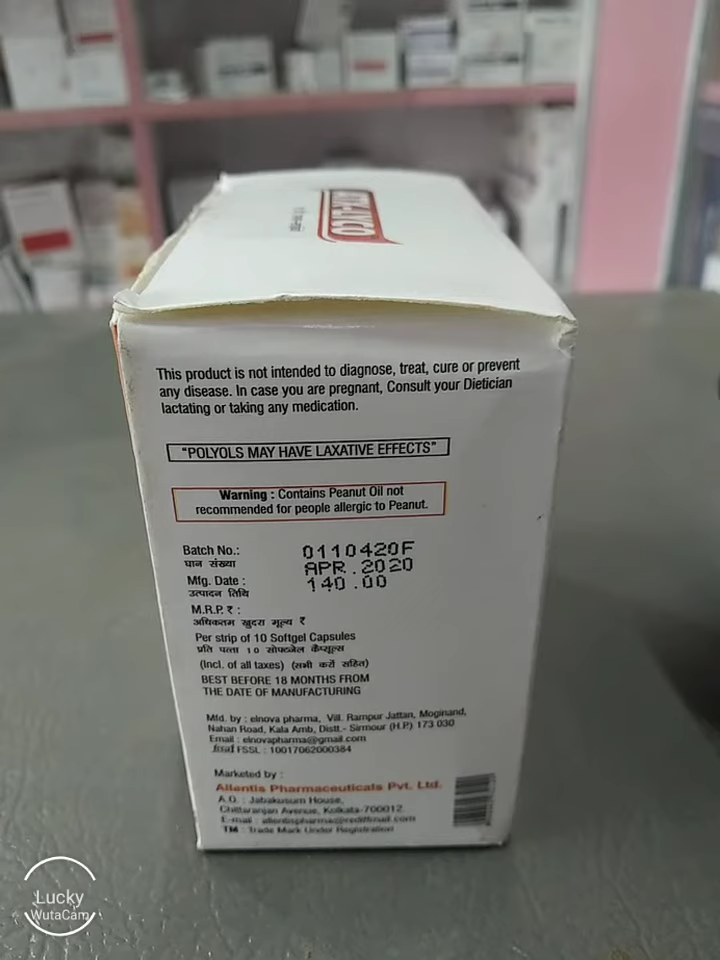 This product is not intended to diagnose, treat, cure or prevent
any disease. In case you are pregnant, Consult your Dietician
lactating or taking any medication.
"POLYOLS MAY HAVE LAXATIVE EFFECTS"
Warning : Contains Peanut Oil not
recommended for people allergic to Peanut.
Batch No.: 0110420F
घान संख्या APR.2020
Mfg. Date : 140.00
उत्पादन तिथि
M.R.P. ₹ :
अधिकतम खुदरा मूल्य ₹
Per strip of 10 Softgel Capsules
प्रति पत्ता 10 सोफ्टजेल कैप्सूल्स
(Incl. of all taxes) (सभी करों सहित)
BEST BEFORE 18 MONTHS FROM
THE DATE OF MANUFACTURING
Mfd. by : elnova pharma, Vill. Rampur Jattan, Moginand,
Nahan Road, Kala Amb, Distt.- Sirmour (H.P.) 173 030
Email : elnovapharma@gmail.com
fssai FSSL : 10017062000384
Marketed by :
Allentis Pharmaceuticals Pvt. Ltd.
A.O. : Jabakusum House,
Chittaranjan Avenue, Kolkata-700012.
E-mail : allentispharma@rediffmail.com
TM : Trade Mark Under Registration
Lucky
WutaCam